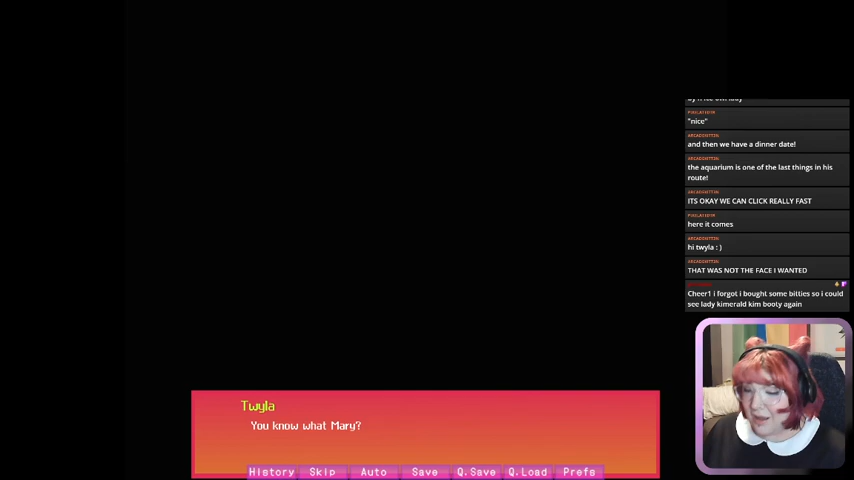 "nice"
and then we have a dinner date!
the aquarium is one of the last things in his
route!
ITS OKAY WE CAN CLICK REALLY FAST
here it comes
hi twyla : )
THAT WAS NOT THE FACE I WANTED
Cheer1 i forgot i bought some bitties so i could
see lady kimerald kim booty again
Twyla
You know what Mary?
History Skip Auto Save Q.Save Q.Load Prefs